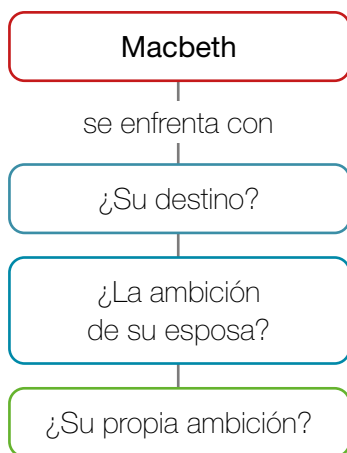 Macbeth
se enfrenta con
¿Su destino?
¿La ambición
de su esposa?
¿Su propia ambición?